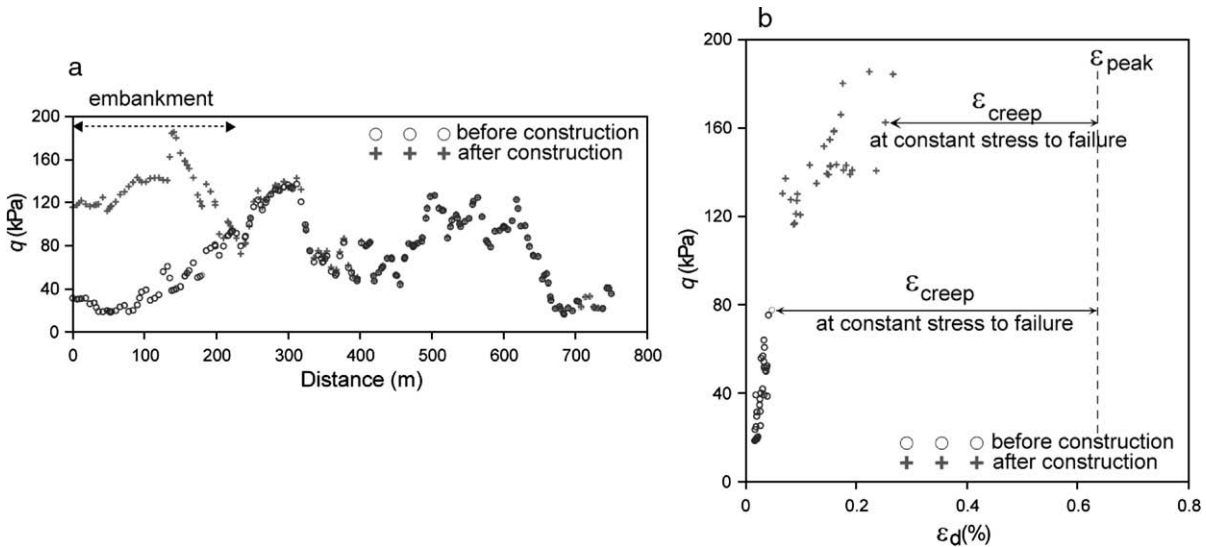 a
embankment
200
160
120
80
40
0
q (kPa)
before construction
after construction
0 100 200 300 400 500 600 700 800
Distance (m)
b
200
160
120
80
40
0
q (kPa)
εpeak
εcreep
at constant stress to failure
εcreep
at constant stress to failure
before construction
after construction
0 0.2 0.4 0.6 0.8
εd(%)